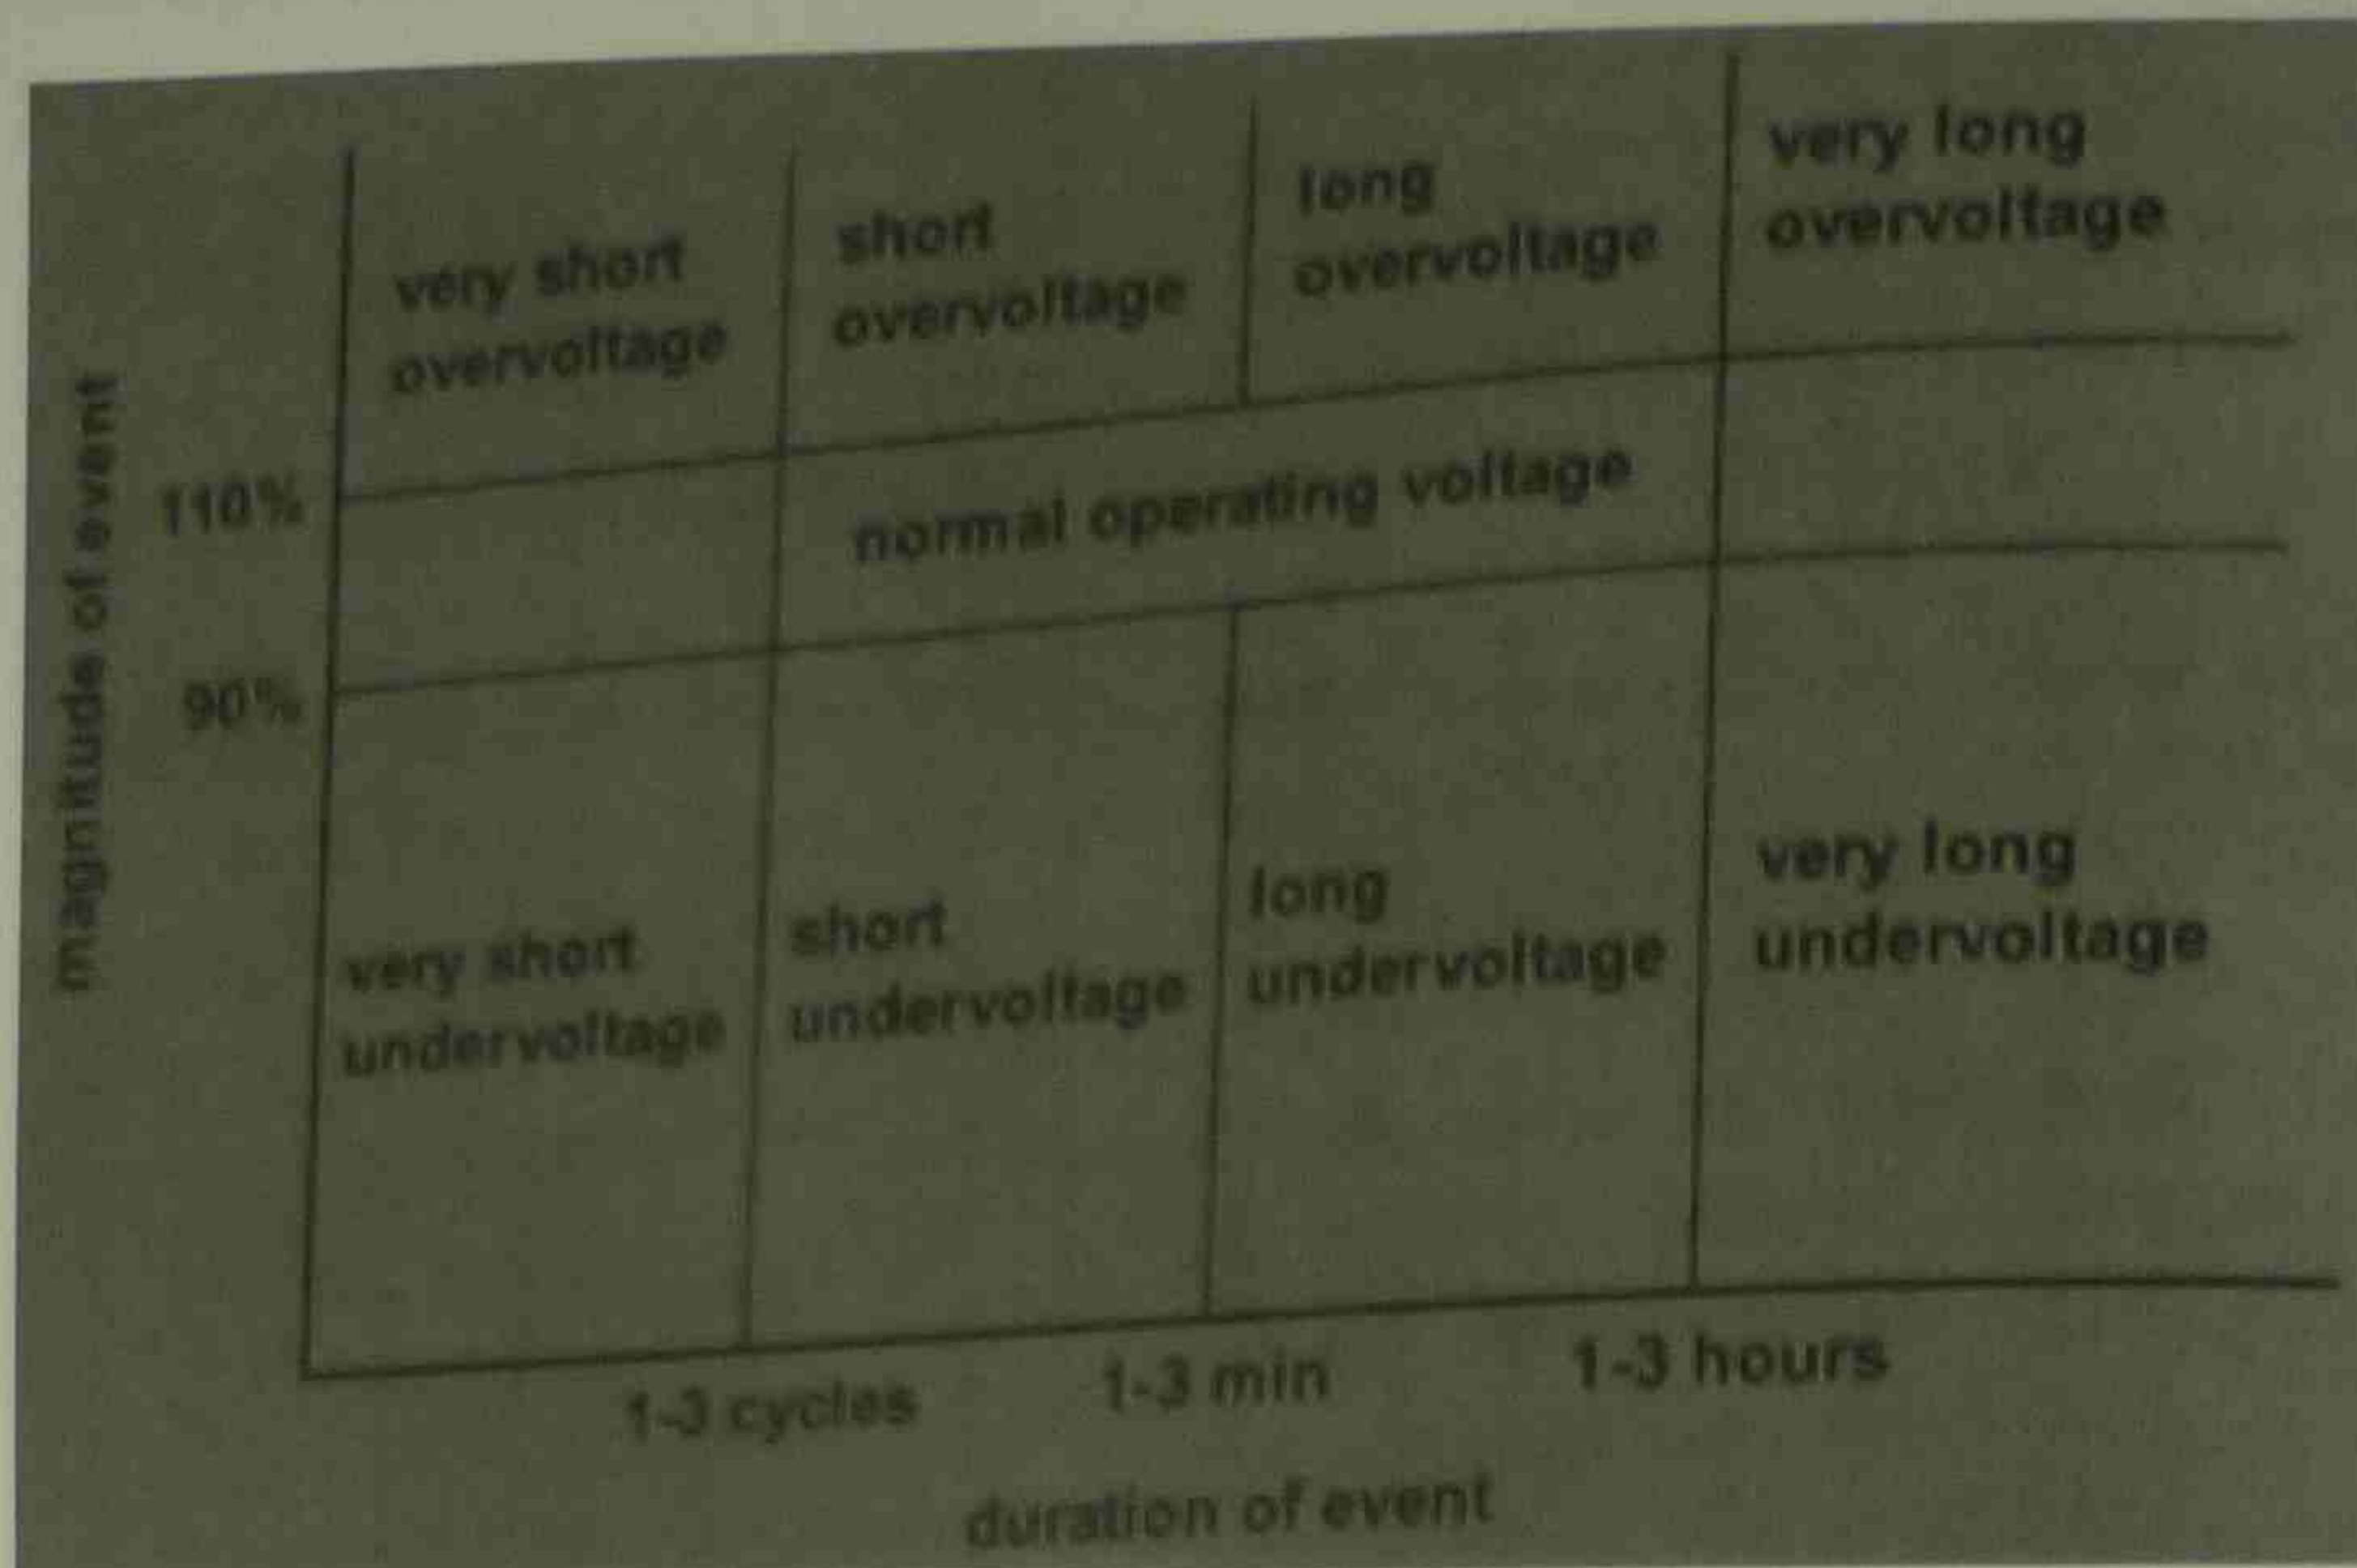 very short
overvoltage
short
overvoltage
long
overvoltage
very long
overvoltage
magnitude of event
110%
normal operating voltage
90%
very short
undervoltage
short
undervoltage
long
undervoltage
very long
undervoltage
1-3 cycles
1-3 min
1-3 hours
duration of event